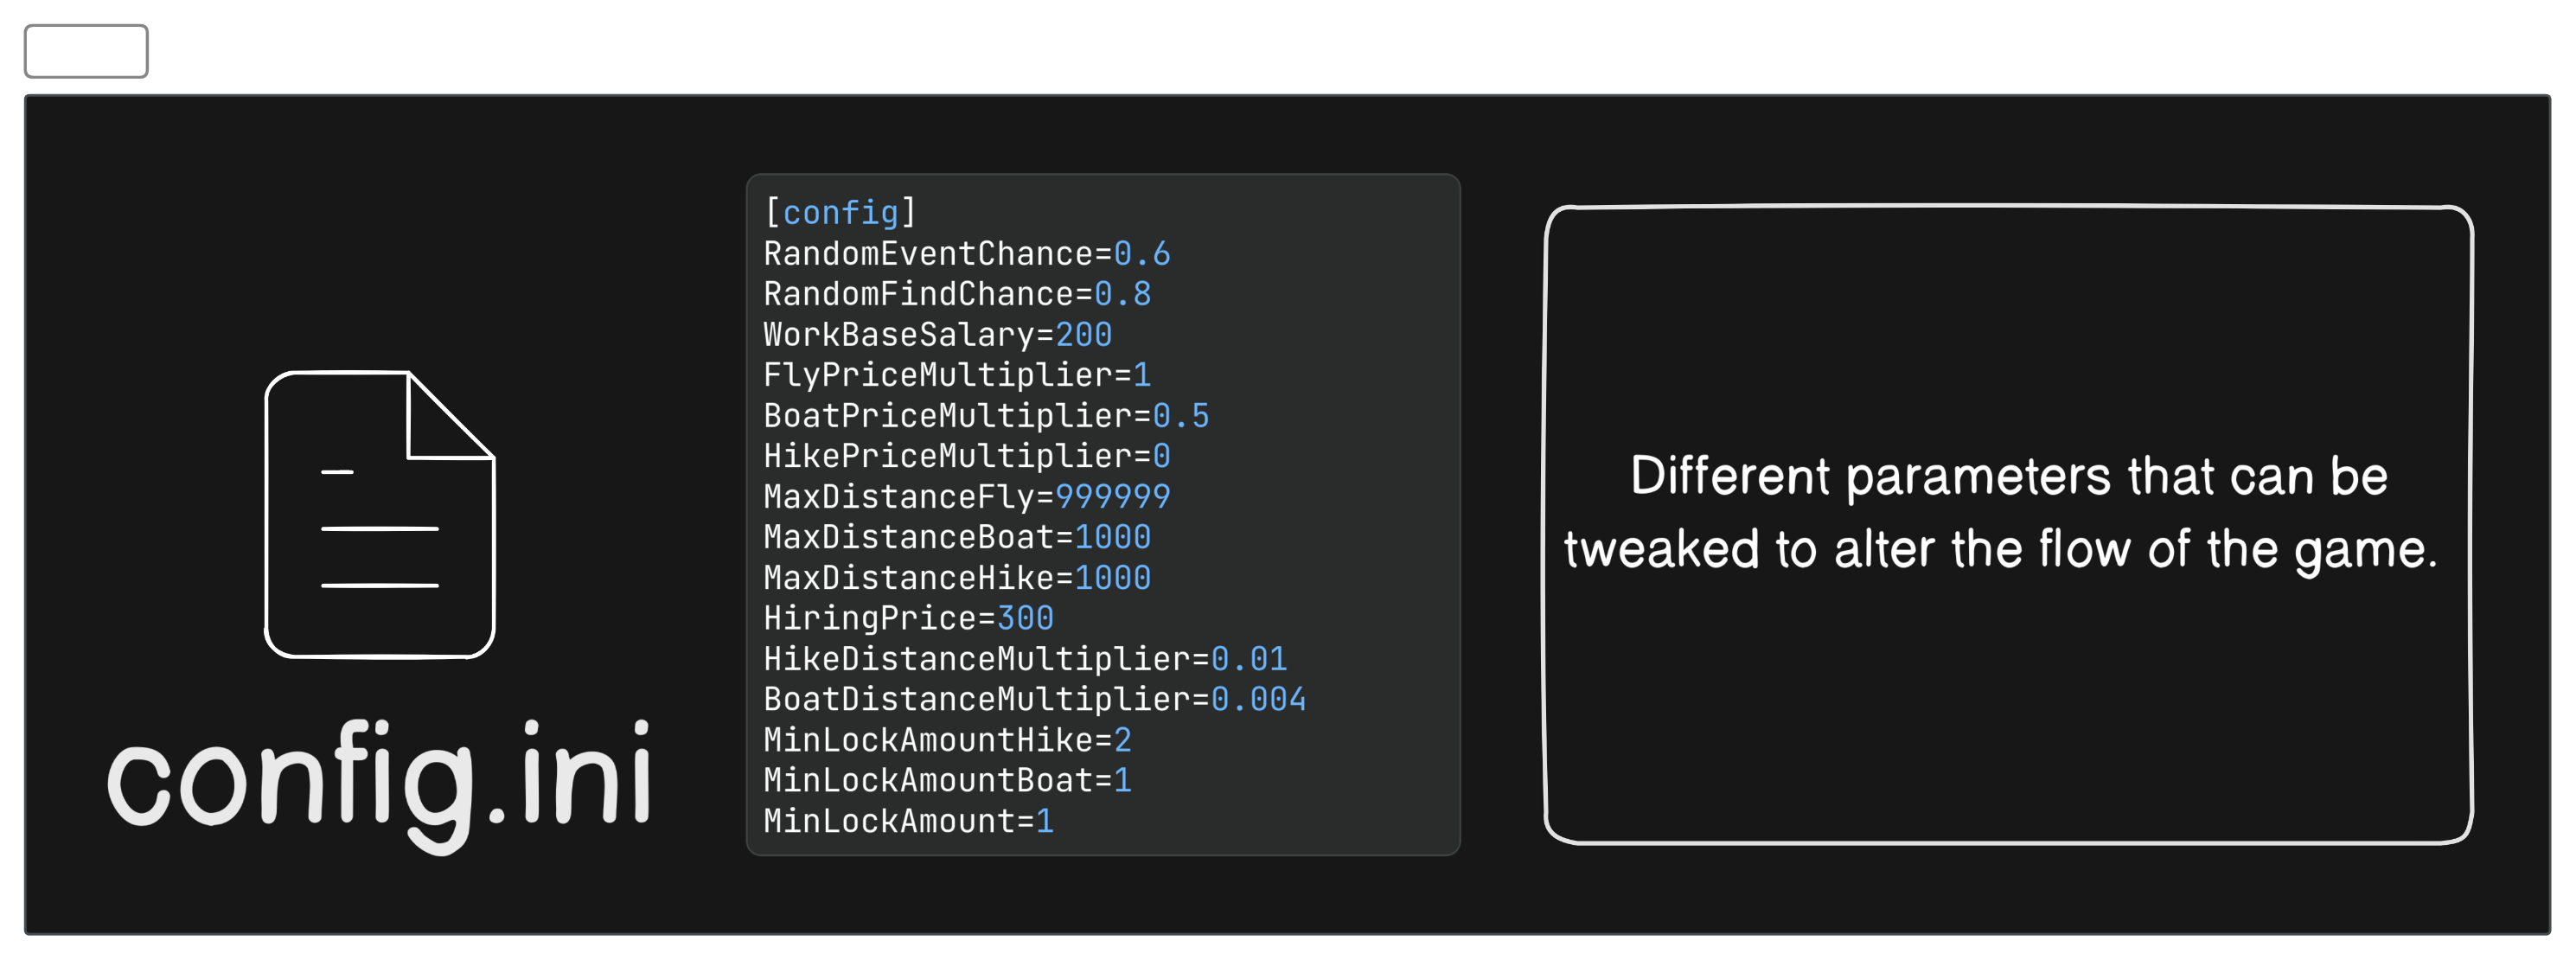 config.ini
[config]
RandomEventChance=0.6
RandomFindChance=0.8
WorkBaseSalary=200
FlyPriceMultiplier=1
BoatPriceMultiplier=0.5
HikePriceMultiplier=0
MaxDistanceFly=999999
MaxDistanceBoat=1000
MaxDistanceHike=1000
HiringPrice=300
HikeDistanceMultiplier=0.01
BoatDistanceMultiplier=0.004
MinLockAmountHike=2
MinLockAmountBoat=1
MinLockAmount=1
Different parameters that can be
tweaked to alter the flow of the game.